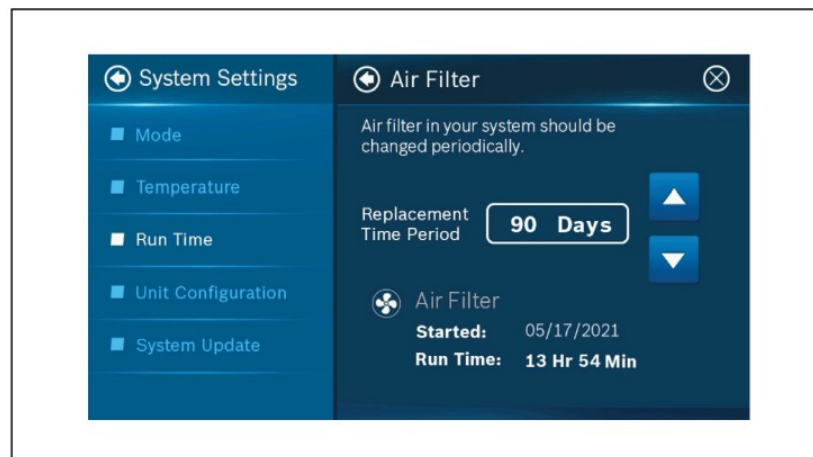 System Settings
Mode
Temperature
Run Time
Unit Configuration
System Update
Air Filter
Air filter in your system should be
changed periodically.
Replacement
Time Period
90 Days
Air Filter
Started: 05/17/2021
Run Time: 13 Hr 54 Min